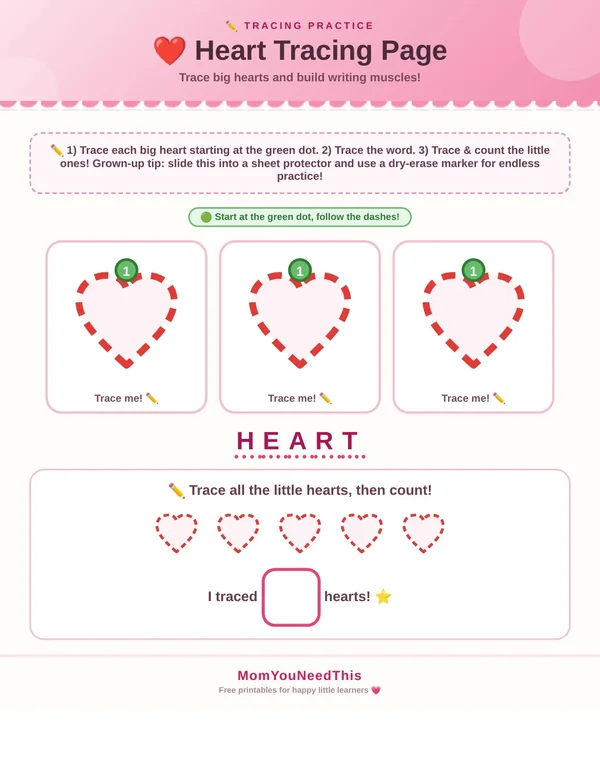 ✏️ TRACING PRACTICE
❤️ Heart Tracing Page
Trace big hearts and build writing muscles!
✏️ 1) Trace each big heart starting at the green dot. 2) Trace the word. 3) Trace & count the little
ones! Grown-up tip: slide this into a sheet protector and use a dry-erase marker for endless
practice!
🟢 Start at the green dot, follow the dashes!
1 1 1
Trace me! ✏️ Trace me! ✏️ Trace me! ✏️
HEART
✏️ Trace all the little hearts, then count!
I traced hearts! ⭐
MomYouNeedThis
Free printables for happy little learners 💗